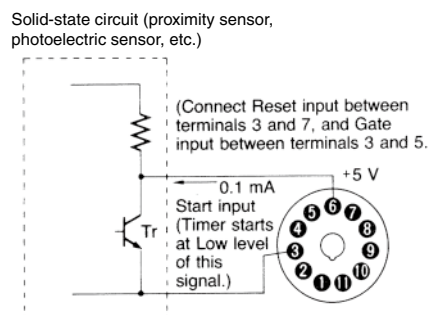 Solid-state circuit (proximity sensor,
photoelectric sensor, etc.)
(Connect Reset input between
terminals 3 and 7, and Gate
input between terminals 3 and 5.
+5 V
0.1 mA
Start input
(Timer starts
at Low level
of this
signal.)
Tr
5 6 7
4 8
3 9
2 10
1 11